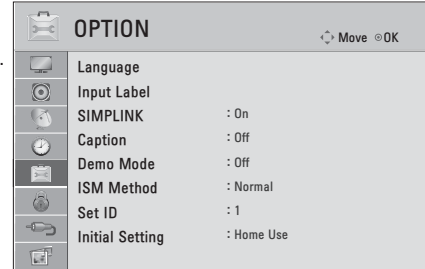 OPTION
Move OK
Language
Input Label
SIMPLINK : On
Caption : Off
Demo Mode : Off
ISM Method : Normal
Set ID : 1
Initial Setting : Home Use